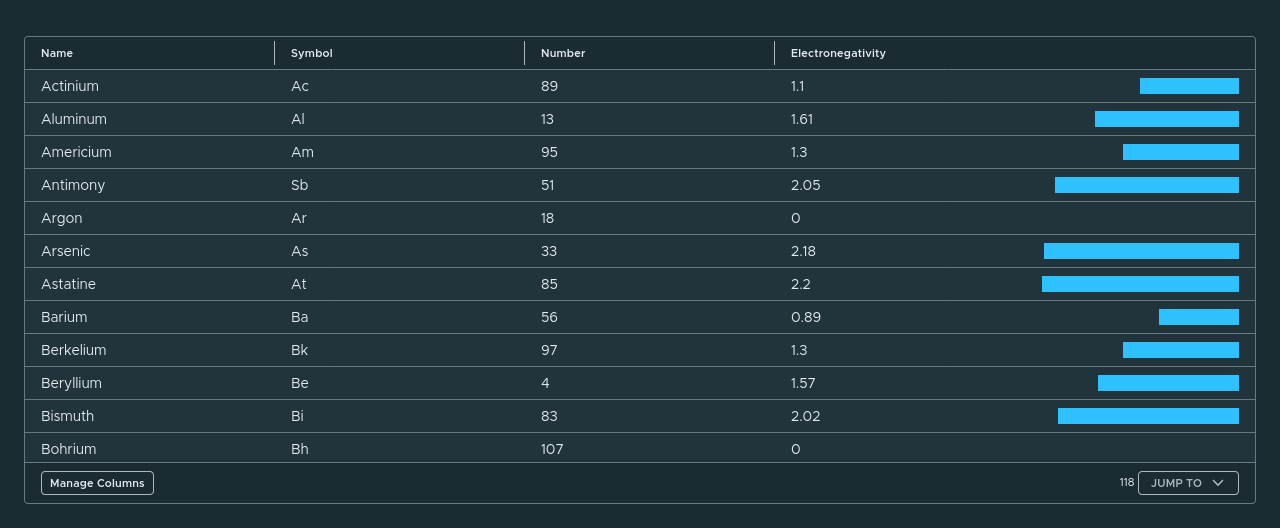 Name Symbol Number Electronegativity
Actinium Ac 89 1.1
Aluminum Al 13 1.61
Americium Am 95 1.3
Antimony Sb 51 2.05
Argon Ar 18 0
Arsenic As 33 2.18
Astatine At 85 2.2
Barium Ba 56 0.89
Berkelium Bk 97 1.3
Beryllium Be 4 1.57
Bismuth Bi 83 2.02
Bohrium Bh 107 0
Manage Columns 118 JUMP TO